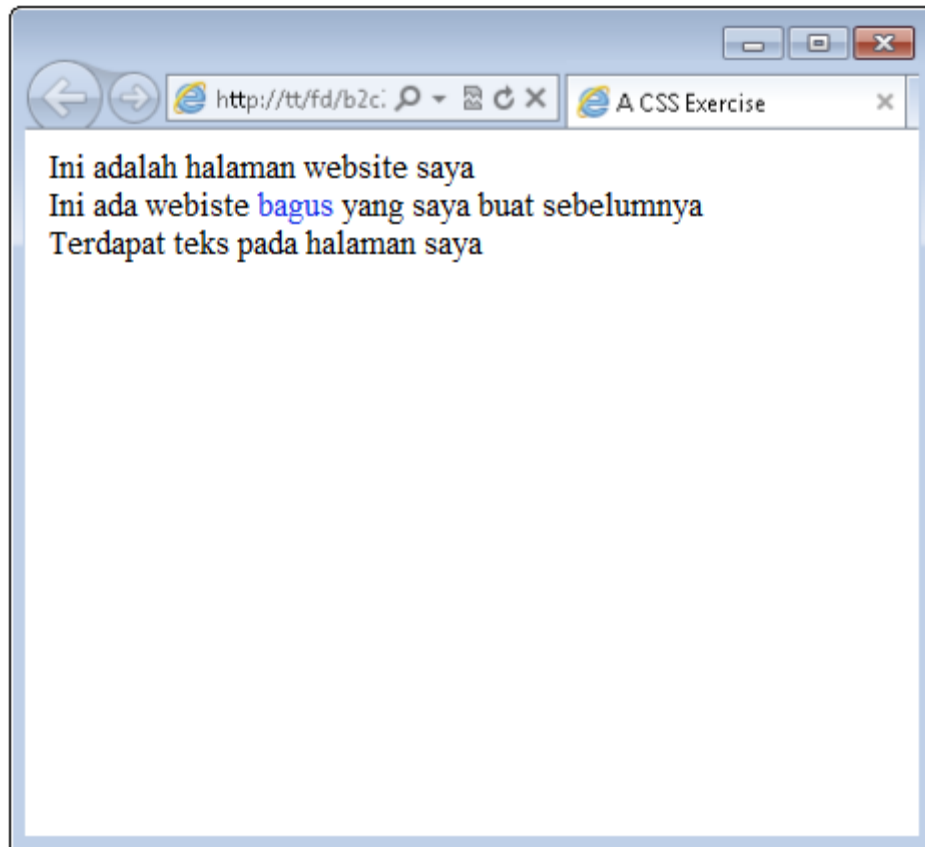 http://tt/fd/b2c
A CSS Exercise
Ini adalah halaman website saya
Ini ada webiste bagus yang saya buat sebelumnya
Terdapat teks pada halaman saya